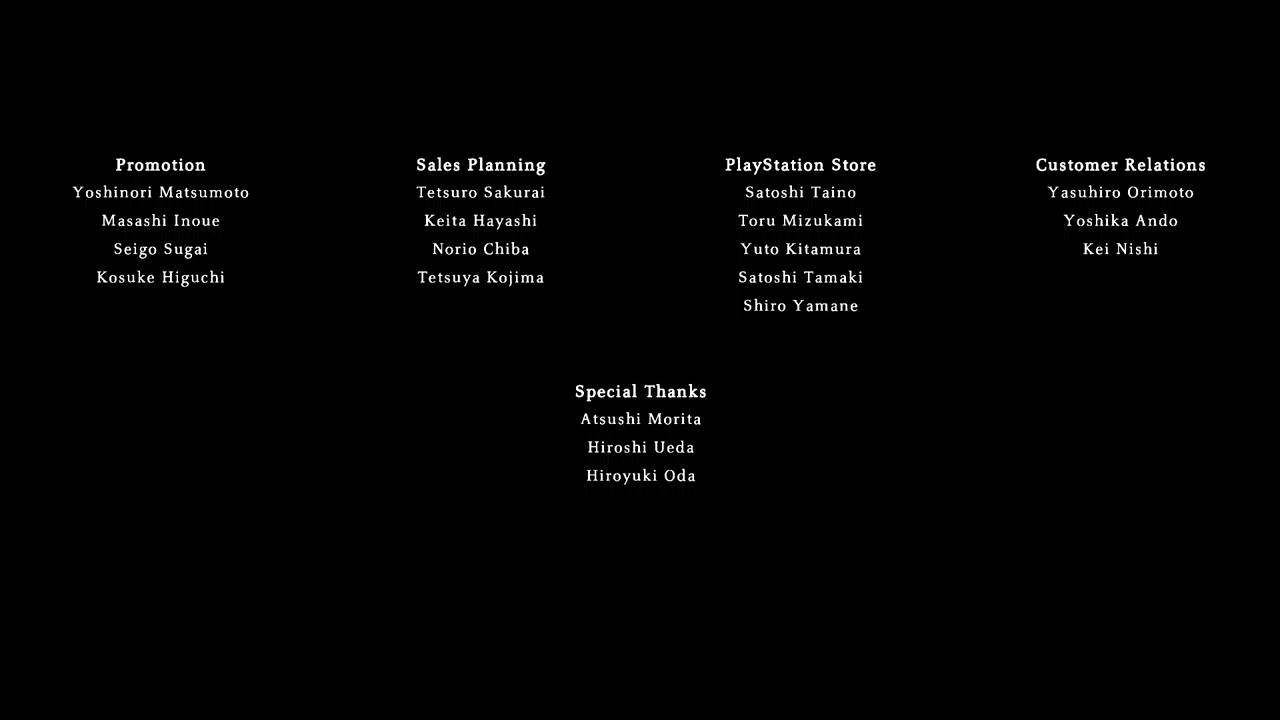 Promotion
Yoshinori Matsumoto
Masashi Inoue
Seigo Sugai
Kosuke Higuchi
Sales Planning
Tetsuro Sakurai
Keita Hayashi
Norio Chiba
Tetsuya Kojima
PlayStation Store
Satoshi Taino
Toru Mizukami
Yuto Kitamura
Satoshi Tamaki
Shiro Yamane
Customer Relations
Yasuhiro Orimoto
Yoshika Ando
Kei Nishi
Special Thanks
Atsushi Morita
Hiroshi Ueda
Hiroyuki Oda